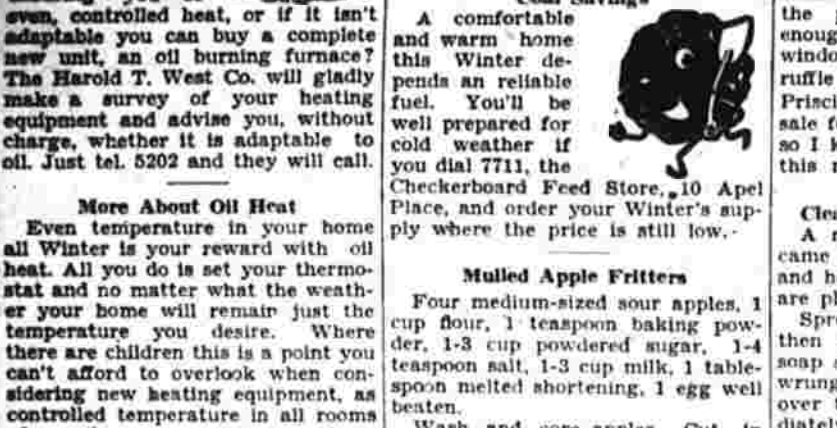 even, controlled heat, or if it isn't
adaptable you can buy a complete
new unit, an oil burning furnace?
The Harold T. West Co. will gladly
make a survey of your heating
equipment and advise you, without
charge, whether it is adaptable to
oil. Just tel. 5202 and they will call.
More About Oil Heat
Even temperature in your home
all Winter is your reward with oil
heat. All you do is set your thermo-
stat and no matter what the weath-
er your home will remain just the
temperature you desire. Where
there are children this is a point you
can't afford to overlook when con-
sidering new heating equipment, as
controlled temperature in all rooms
A comfortable
and warm home
this Winter de-
pends an reliable
fuel. You'll be
well prepared for
cold weather if
you dial 7711, the
Checkerboard Feed Store, 10 Apel
Place, and order your Winter's sup-
ply where the price is still low.
Mulled Apple Fritters
Four medium-sized sour apples, 1
cup flour, 1 teaspoon baking pow-
der, 1-3 cup powdered sugar, 1-4
teaspoon salt, 1-3 cup milk, 1 table-
spoon melted shortening, 1 egg well
beaten.
Wash and core apples. Cut in
the
enoug
windo
ruffle
Prisc
sale f
so I k
this
Clea
A
came
and h
are p
Spr
then
soap a
wrung
over t
diatel